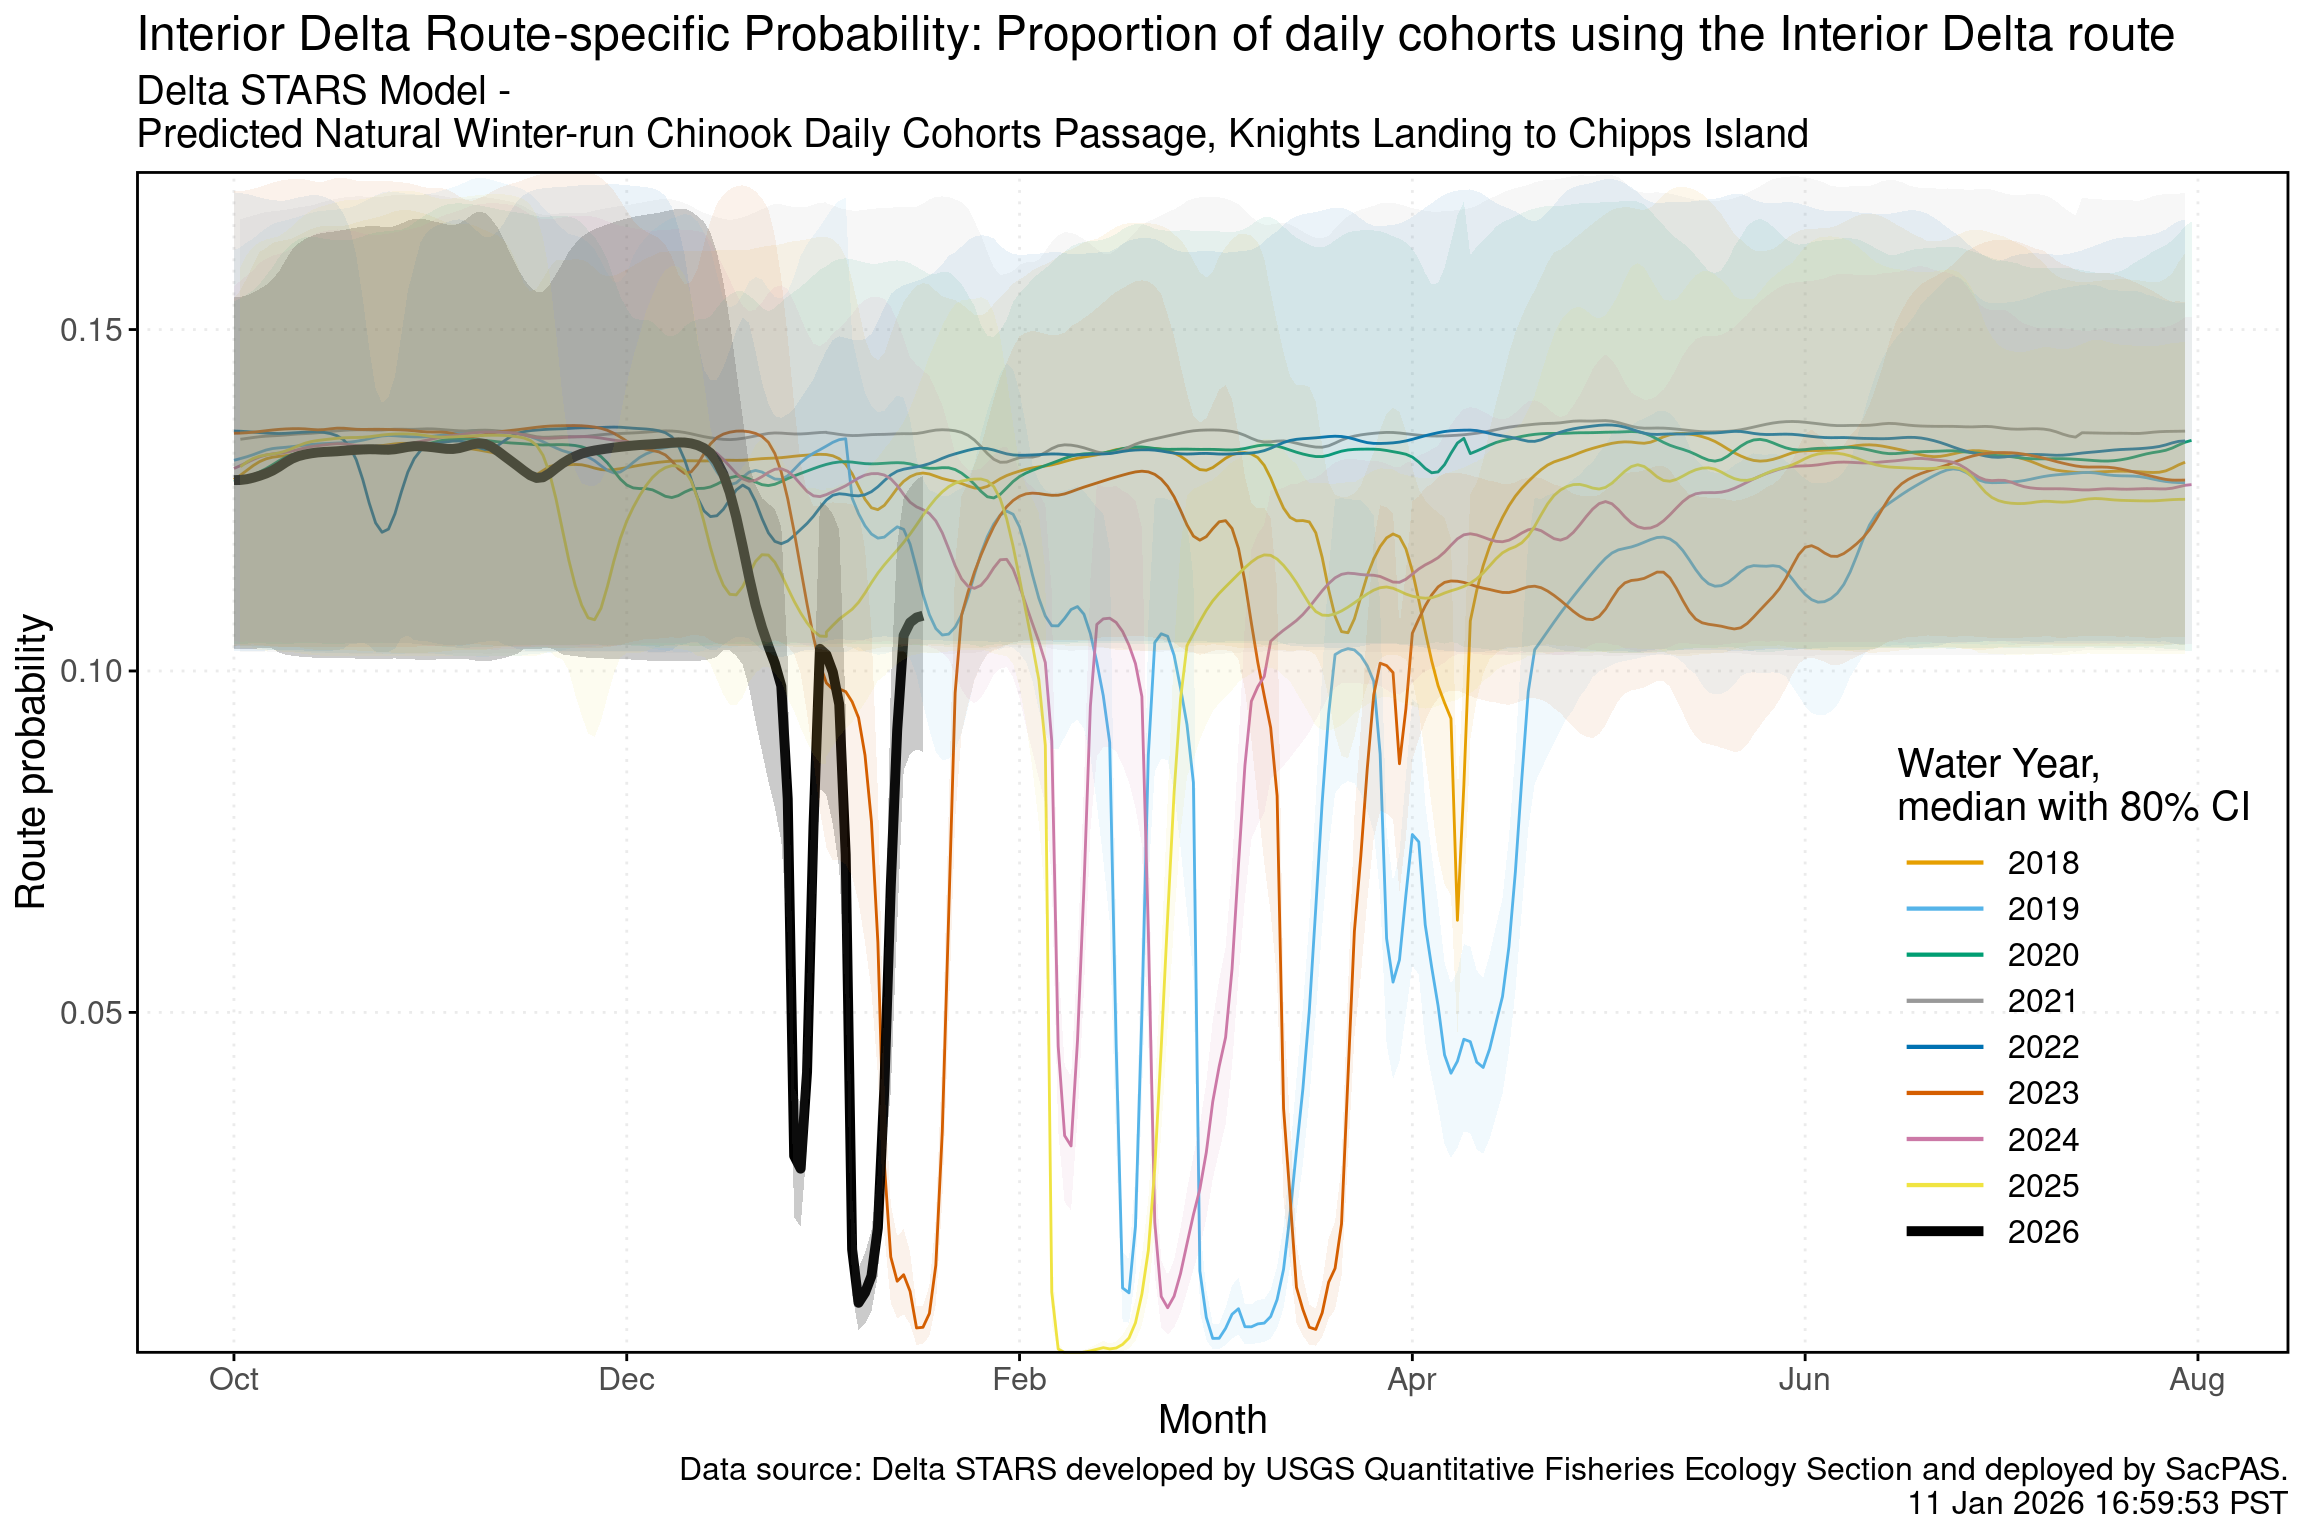 Interior Delta Route-specific Probability: Proportion of daily cohorts using the Interior Delta route
Delta STARS Model -
Predicted Natural Winter-run Chinook Daily Cohorts Passage, Knights Landing to Chipps Island
0.15
0.10
0.05
Route probability
Water Year,
median with 80% CI
2018
2019
2020
2021
2022
2023
2024
2025
2026
Oct
Dec
Feb
Apr
Jun
Aug
Month
Data source: Delta STARS developed by USGS Quantitative Fisheries Ecology Section and deployed by SacPAS.
11 Jan 2026 16:59:53 PST